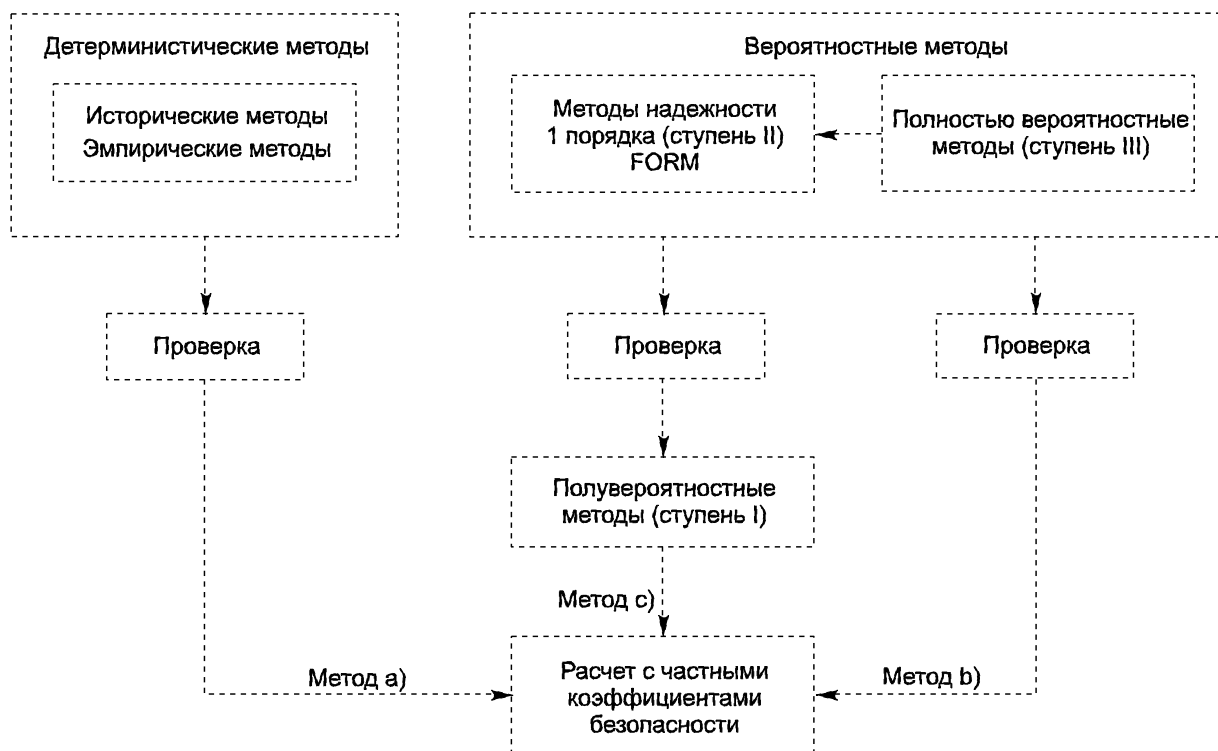 Детерминистические методы
Исторические методы
Эмпирические методы
Вероятностные методы
Методы надежности
1 порядка (ступень II)
FORM
Полностью вероятностные
методы (ступень III)
Проверка
Проверка
Проверка
Полувероятностные
методы (ступень I)
Метод c)
Метод a)
Расчет с частными
коэффициентами
безопасности
Метод b)